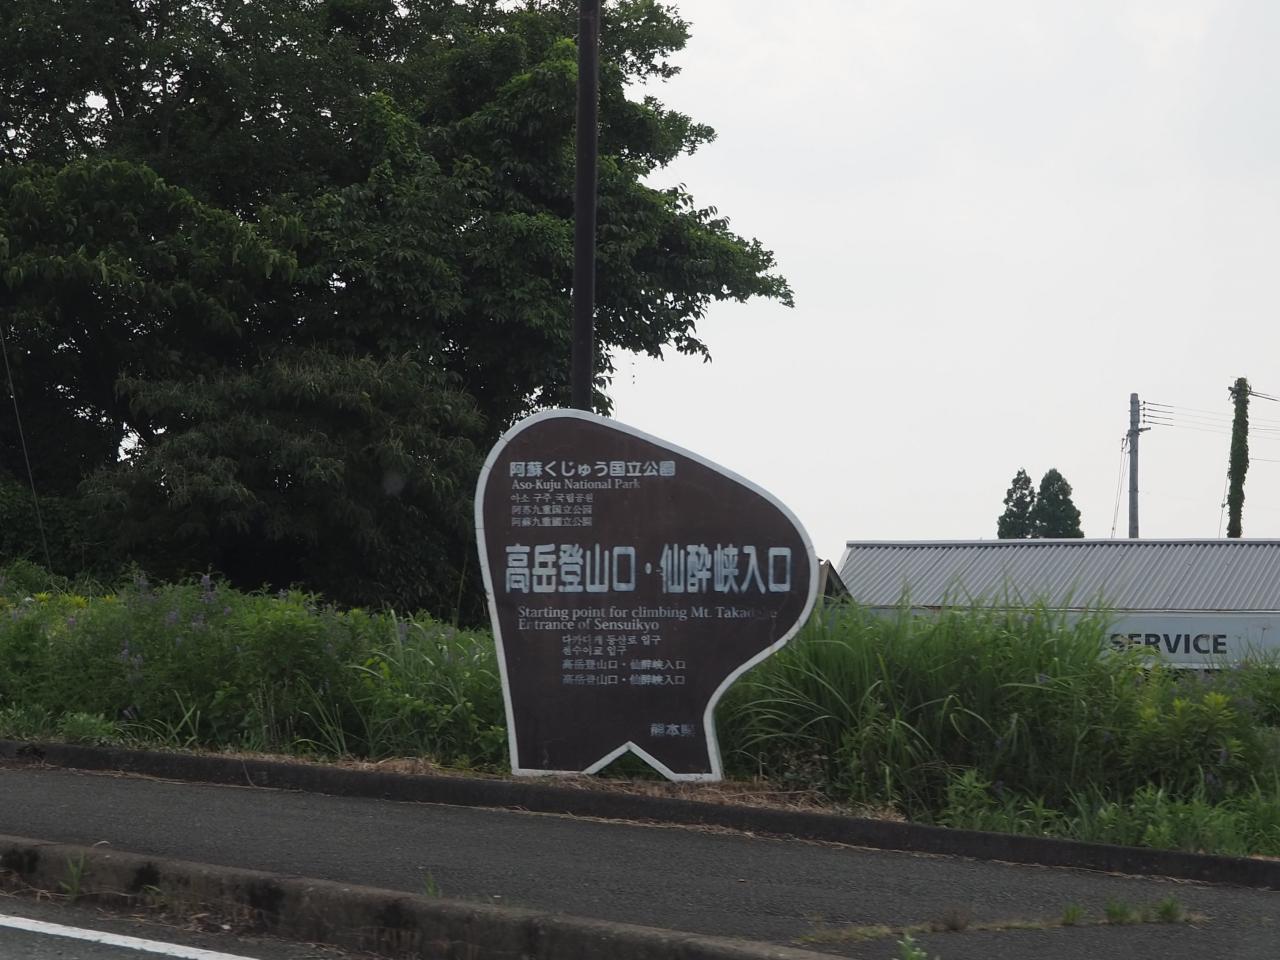 阿蘇くじゅう国立公園
Aso-Kuju National Park
아소 구주 국립공원
阿苏九重国立公园
阿蘇九重國立公園
高岳登山口・仙酔峡入口
Starting point for climbing Mt. Takadake
Entrance of Sensuikyo
다카다케 등산로 입구
센수이쿄 입구
高岳登山口・仙醉峡入口
高岳登山口・仙醉峽入口
熊本県
SERVICE